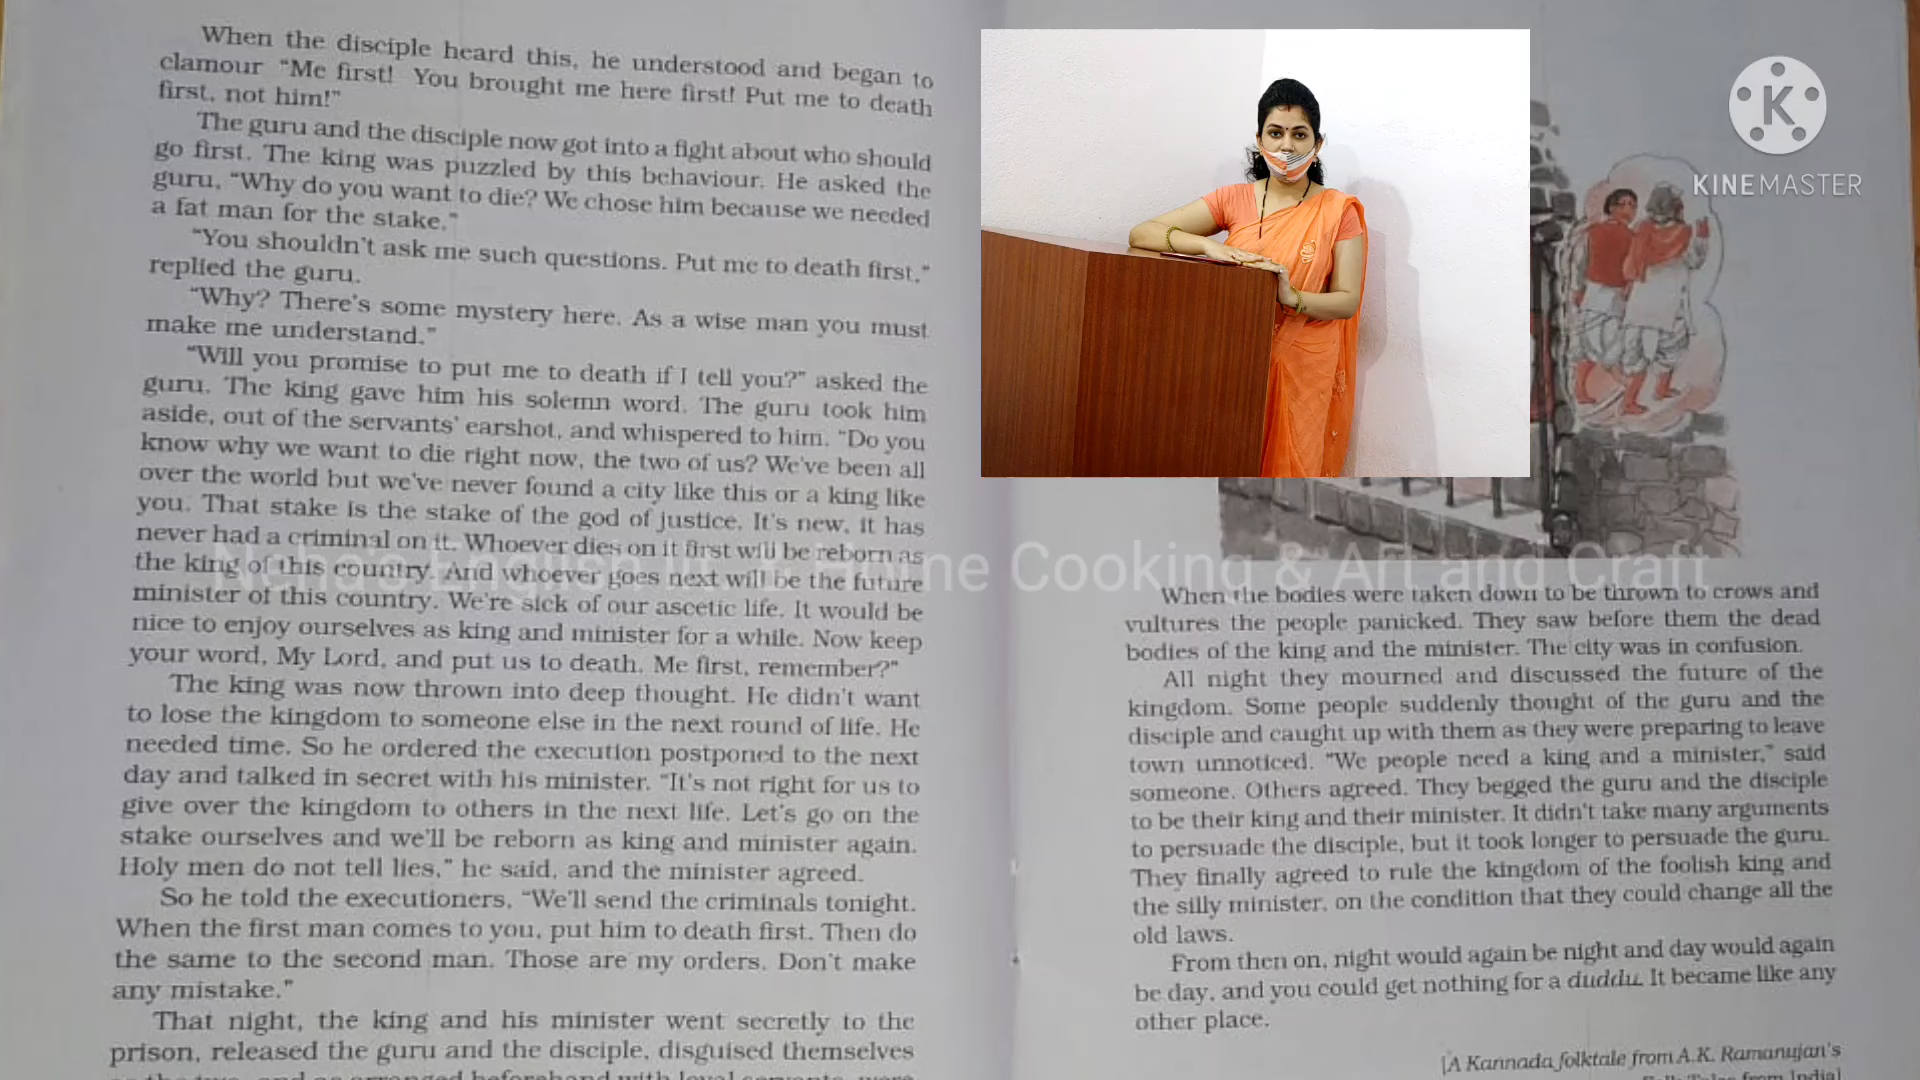 When the disciple heard this, he understood and began to
clamour "Me first! You brought me here first! Put me to death
first, not him!"
The guru and the disciple now got into a fight about who should
go first. The king was puzzled by this behaviour. He asked the
guru, "Why do you want to die? We chose him because we needed
a fat man for the stake."
"You shouldn't ask me such questions. Put me to death first,"
replied the guru.
"Why? There's some mystery here. As a wise man you must
make me understand."
"Will you promise to put me to death if I tell you?" asked the
guru. The king gave him his solemn word. The guru took him
aside, out of the servants' earshot, and whispered to him, "Do you
know why we want to die right now, the two of us? We've been all
over the world but we've never found a city like this or a king like
you. That stake is the stake of the god of justice. It's new, it has
never had a criminal on it. Whoever dies on it first will be reborn as
the king of this country. And whoever goes next will be the future
minister of this country. We're sick of our ascetic life. It would be
nice to enjoy ourselves as king and minister for a while. Now keep
your word, My Lord, and put us to death. Me first, remember?"
The king was now thrown into deep thought. He didn't want
to lose the kingdom to someone else in the next round of life. He
needed time. So he ordered the execution postponed to the next
day and talked in secret with his minister. "It's not right for us to
give over the kingdom to others in the next life. Let's go on the
stake ourselves and we'll be reborn as king and minister again.
Holy men do not tell lies," he said, and the minister agreed.
So he told the executioners, "We'll send the criminals tonight.
When the first man comes to you, put him to death first. Then do
the same to the second man. Those are my orders. Don't make
any mistake."
That night, the king and his minister went secretly to the
prison, released the guru and the disciple, disguised themselves
KINEMASTER
English Cooking & Art and Craft
When the bodies were taken down to be thrown to crows and
vultures the people panicked. They saw before them the dead
bodies of the king and the minister. The city was in confusion.
All night they mourned and discussed the future of the
kingdom. Some people suddenly thought of the guru and the
disciple and caught up with them as they were preparing to leave
town unnoticed. "We people need a king and a minister," said
someone. Others agreed. They begged the guru and the disciple
to be their king and their minister. It didn't take many arguments
to persuade the disciple, but it took longer to persuade the guru.
They finally agreed to rule the kingdom of the foolish king and
the silly minister, on the condition that they could change all the
old laws.
From then on, night would again be night and day would again
be day, and you could get nothing for a duddu. It became like any
other place.
[A Kannada folktale from A.K. Ramanujan's
from India]